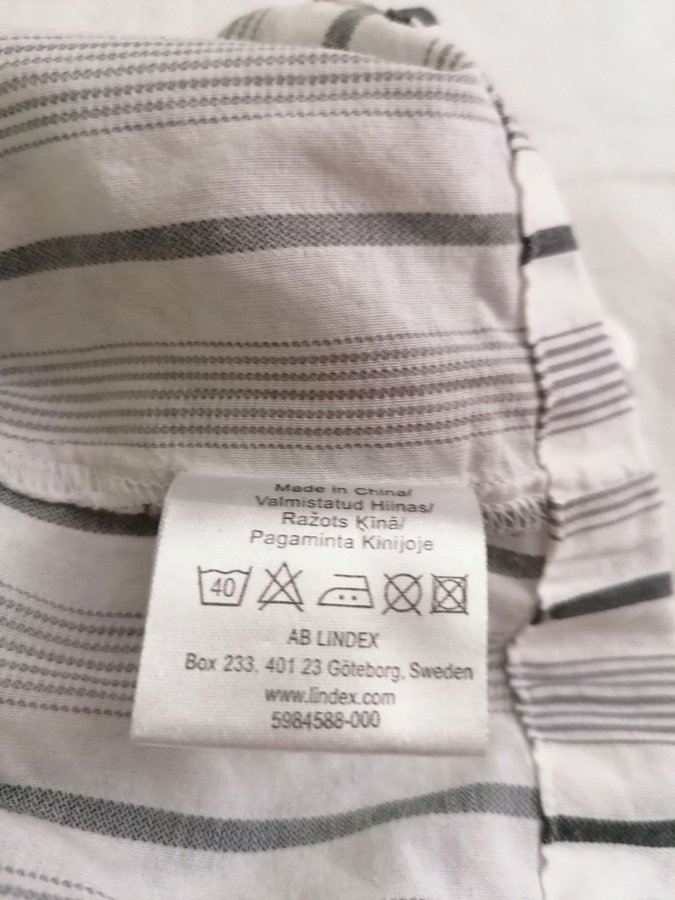 Made in China/
Valmistatud Hiinas/
Ražots Ķīnā/
Pagaminta Kinijoje
40
AB LINDEX
Box 233, 401 23 Göteborg, Sweden
www.lindex.com
5984588-000